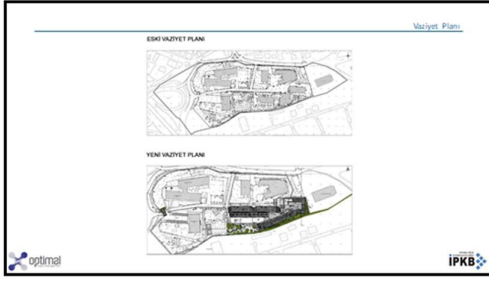 Vaziyet Planı
ESKİ VAZİYET PLANI
YENİ VAZİYET PLANI
optimal
İPKB